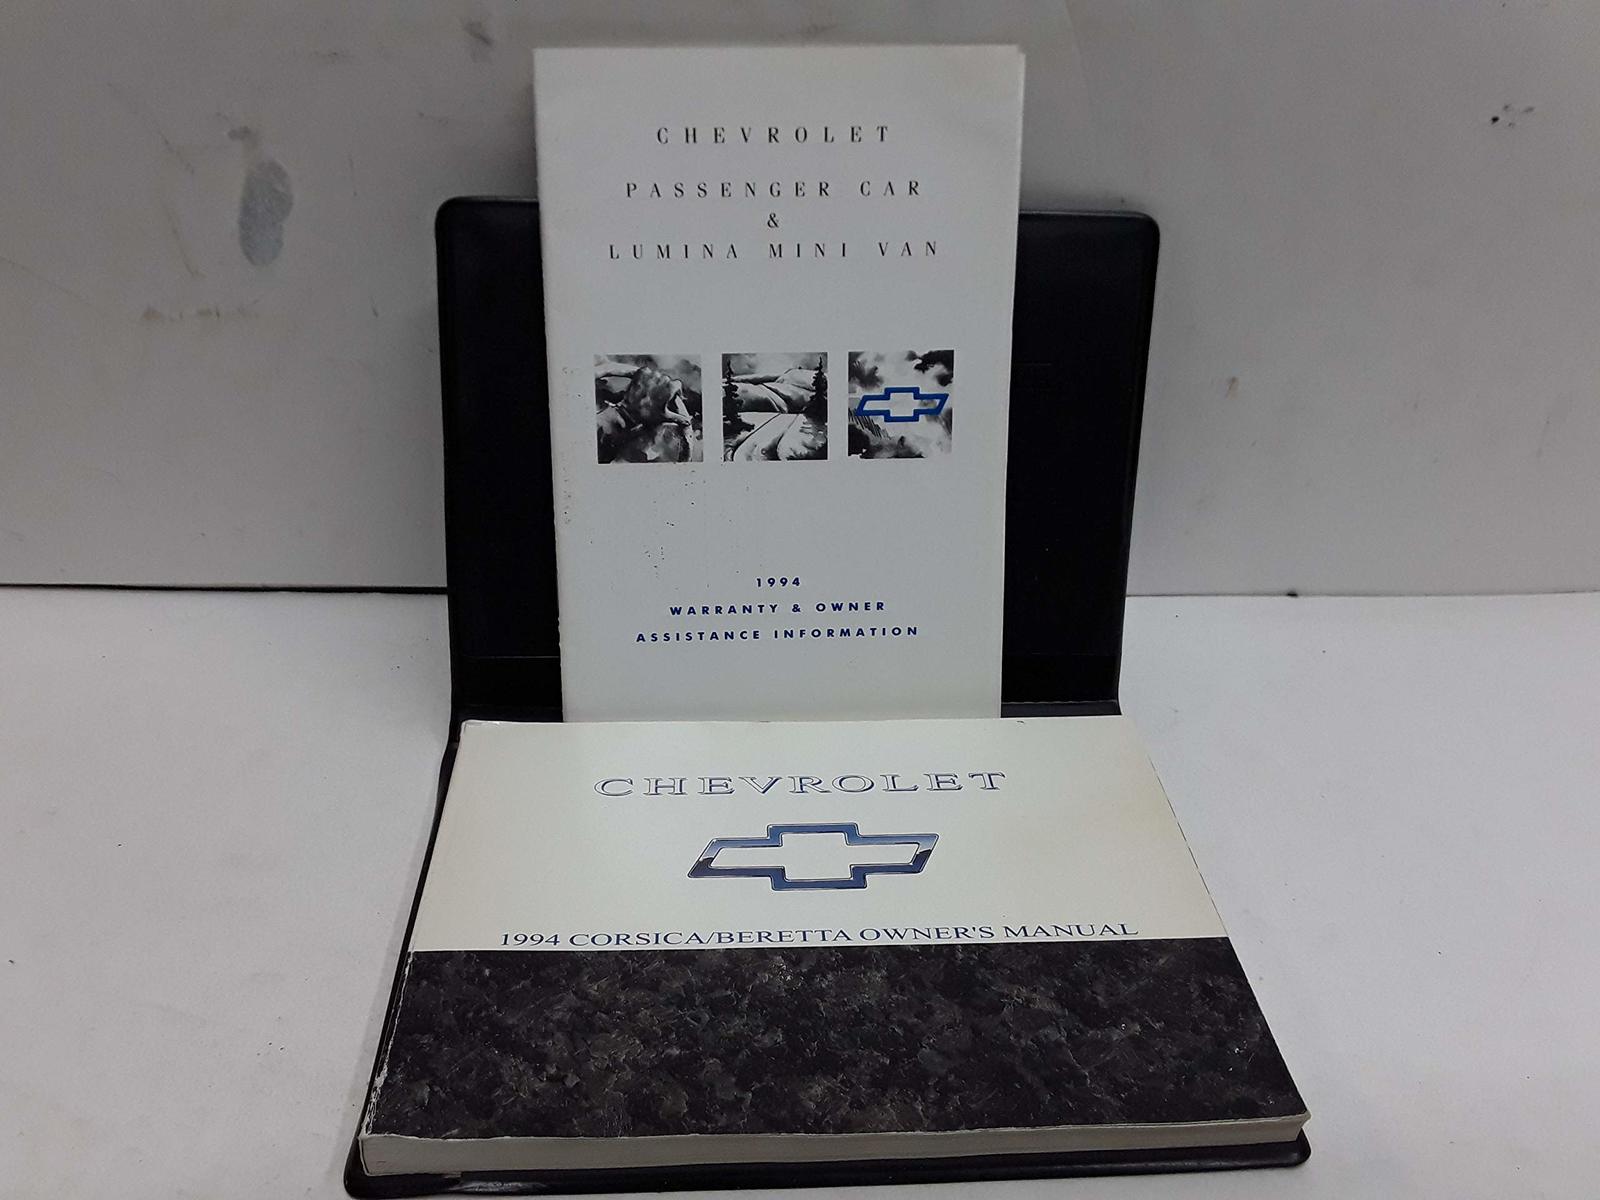 CHEVROLET
PASSENGER CAR
&
LUMINA MINI VAN
1994
WARRANTY & OWNER
ASSISTANCE INFORMATION
CHEVROLET
1994 CORSICA/BERETTA OWNER'S MANUAL